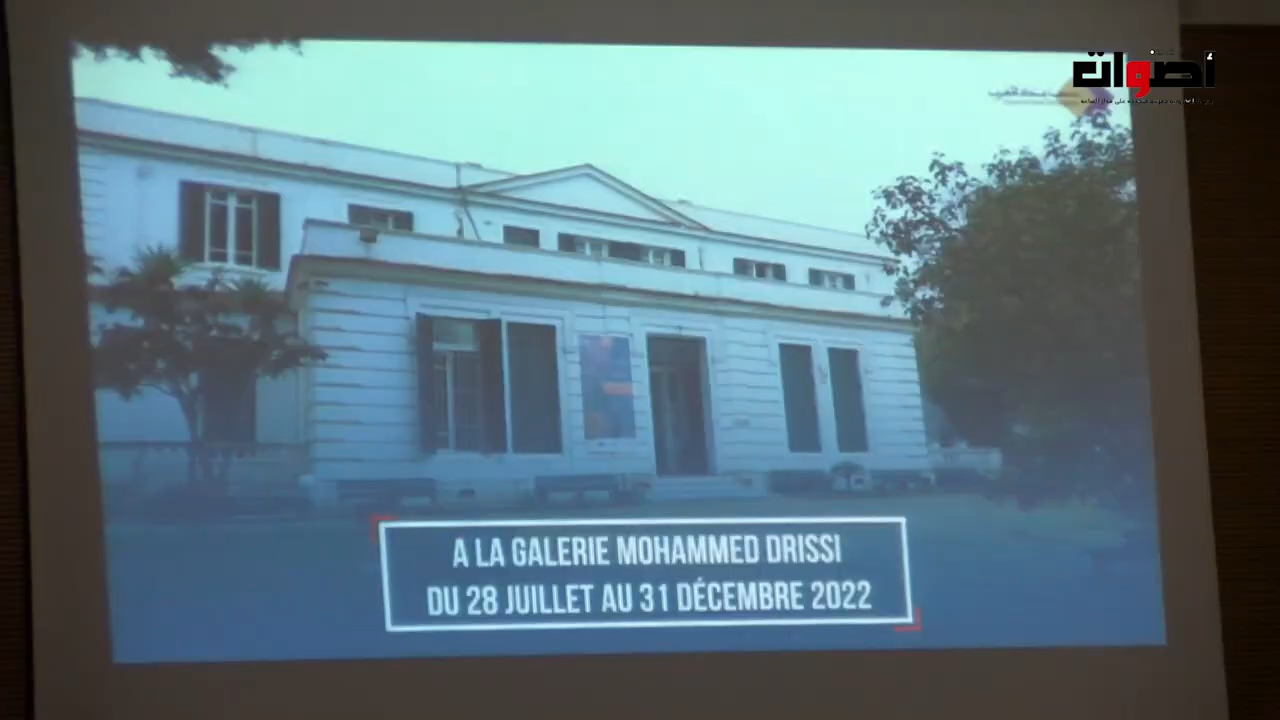 أصوات
A LA GALERIE MOHAMMED DRISSI
DU 28 JUILLET AU 31 DÉCEMBRE 2022